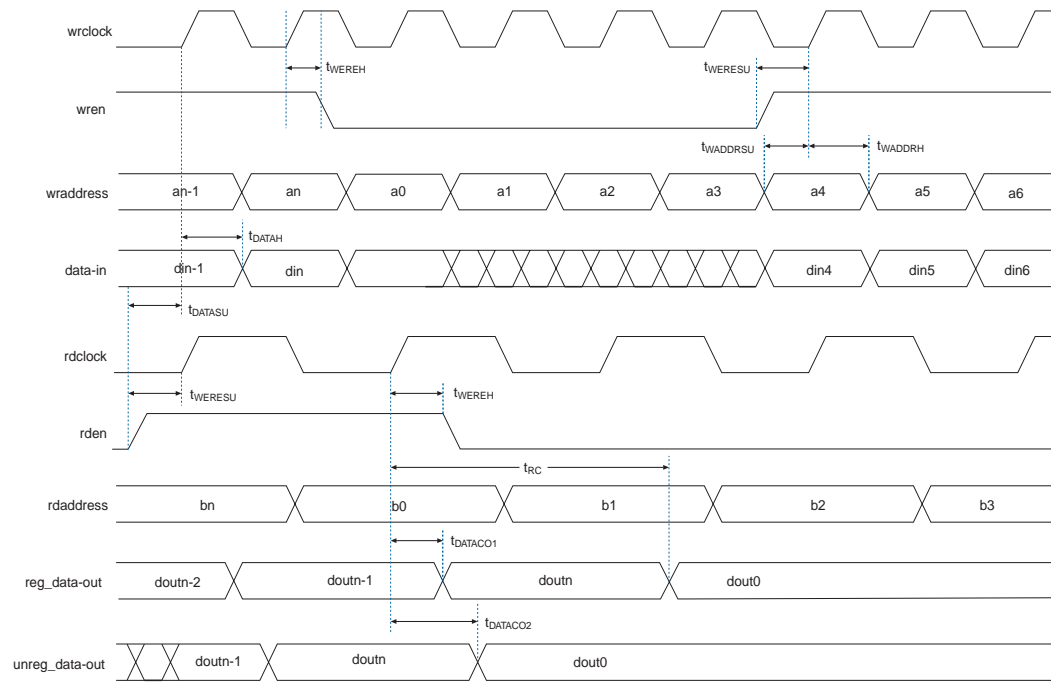 wrclock
tWEREH
tWERESU
wren
tWADDRSU
tWADDRH
wraddress an-1 an a0 a1 a2 a3 a4 a5 a6
tDATAH
data-in din-1 din din4 din5 din6
tDATASU
rdclock
tWERESU
tWEREH
rden
tRC
rdaddress bn b0 b1 b2 b3
tDATACO1
reg_data-out doutn-2 doutn-1 doutn dout0
tDATACO2
unreg_data-out doutn-1 doutn dout0